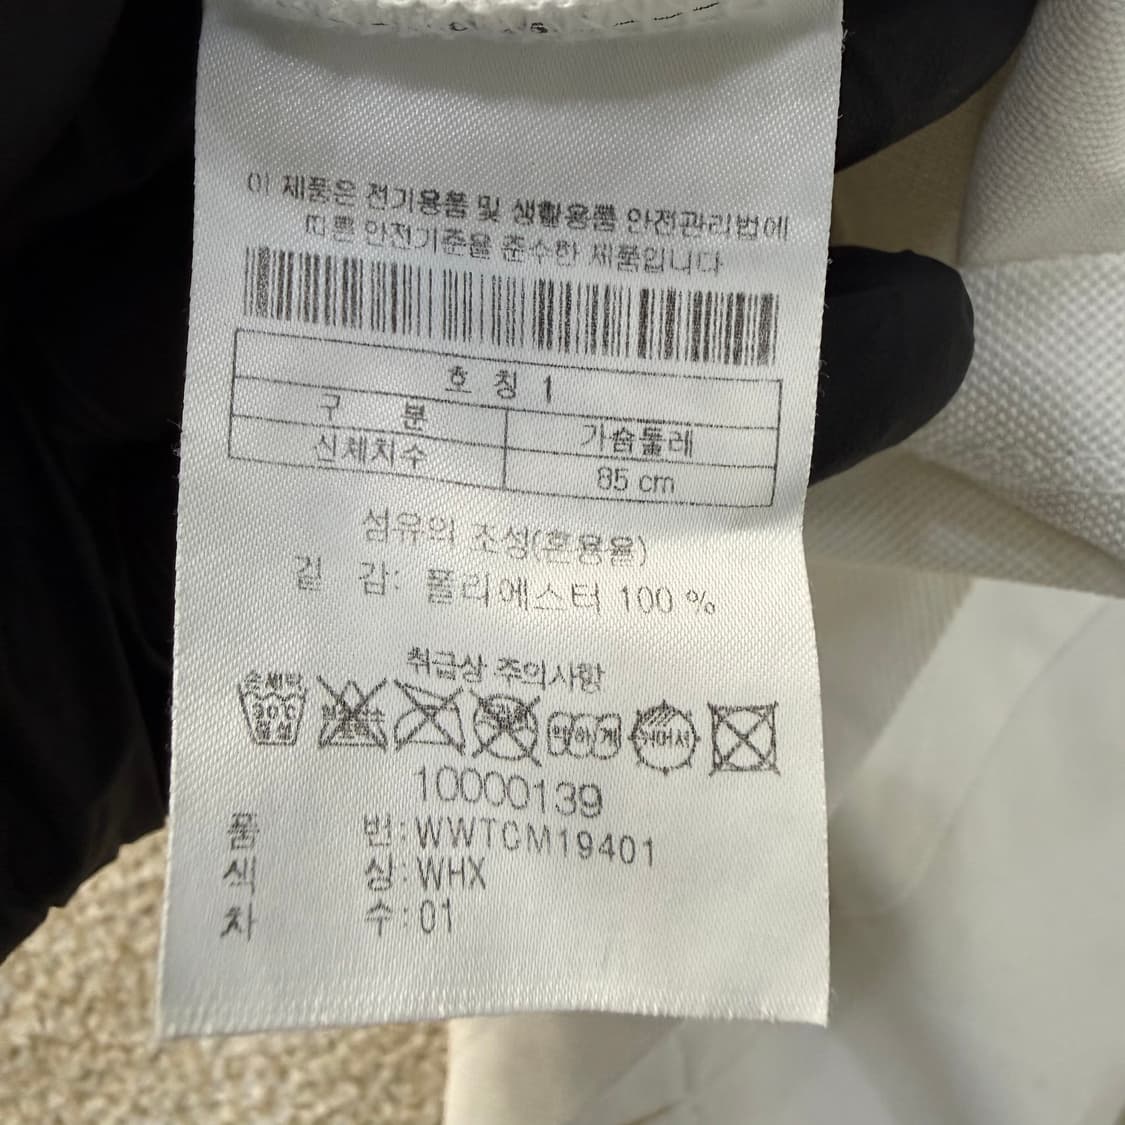 이 제품은 전기용품 및 생활용품 안전관리법에
따른 안전기준을 준수한 제품입니다
호 칭 1
구 분 가슴둘레
신체치수 85 cm
섬유의 조성(혼용율)
겉 감: 폴리에스터 100 %
취급상 주의사항
손세탁
30℃
약하게
뉘어서
10000139
품 번: WWTCM19401
색 상: WHX
차 수: 01